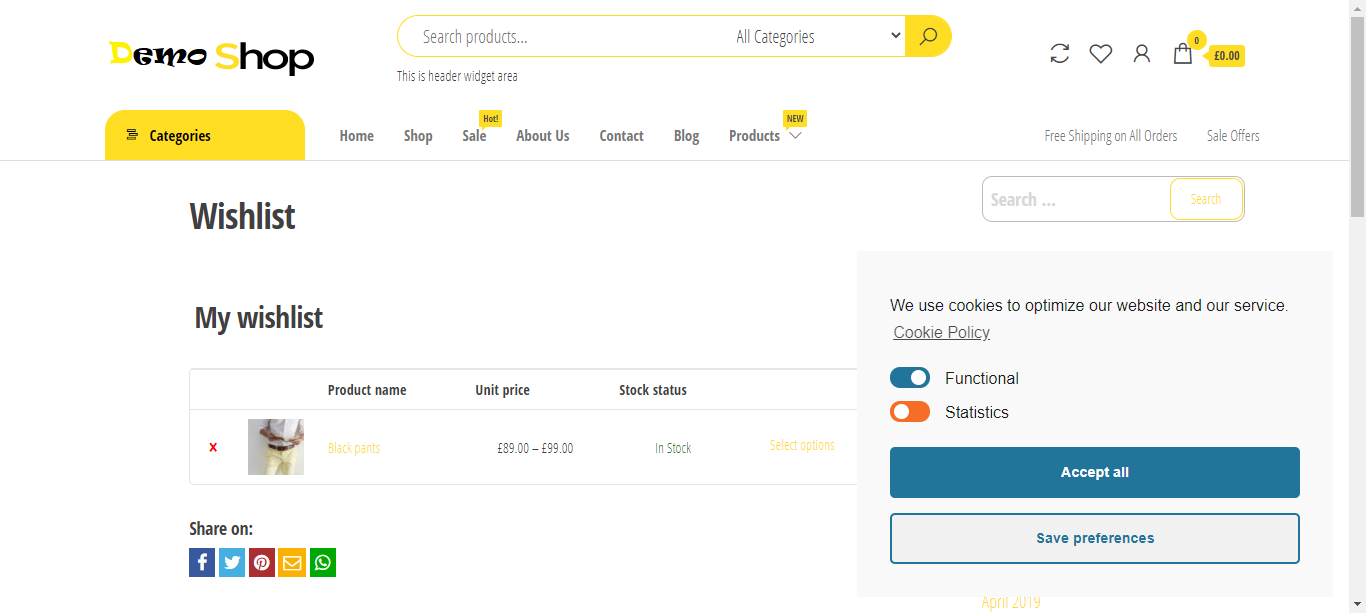 Demo Shop
Search products...
All Categories
This is header widget area
0
£0.00
Categories
Home
Shop
Sale
Hot!
About Us
Contact
Blog
Products
NEW
Free Shipping on All Orders
Sale Offers
Wishlist
Search ...
Search
My wishlist
Product name Unit price Stock status
x Black pants £89.00 – £99.00 In Stock Select options
Share on:
We use cookies to optimize our website and our service.
Cookie Policy
Functional
Statistics
Accept all
Save preferences
April 2019